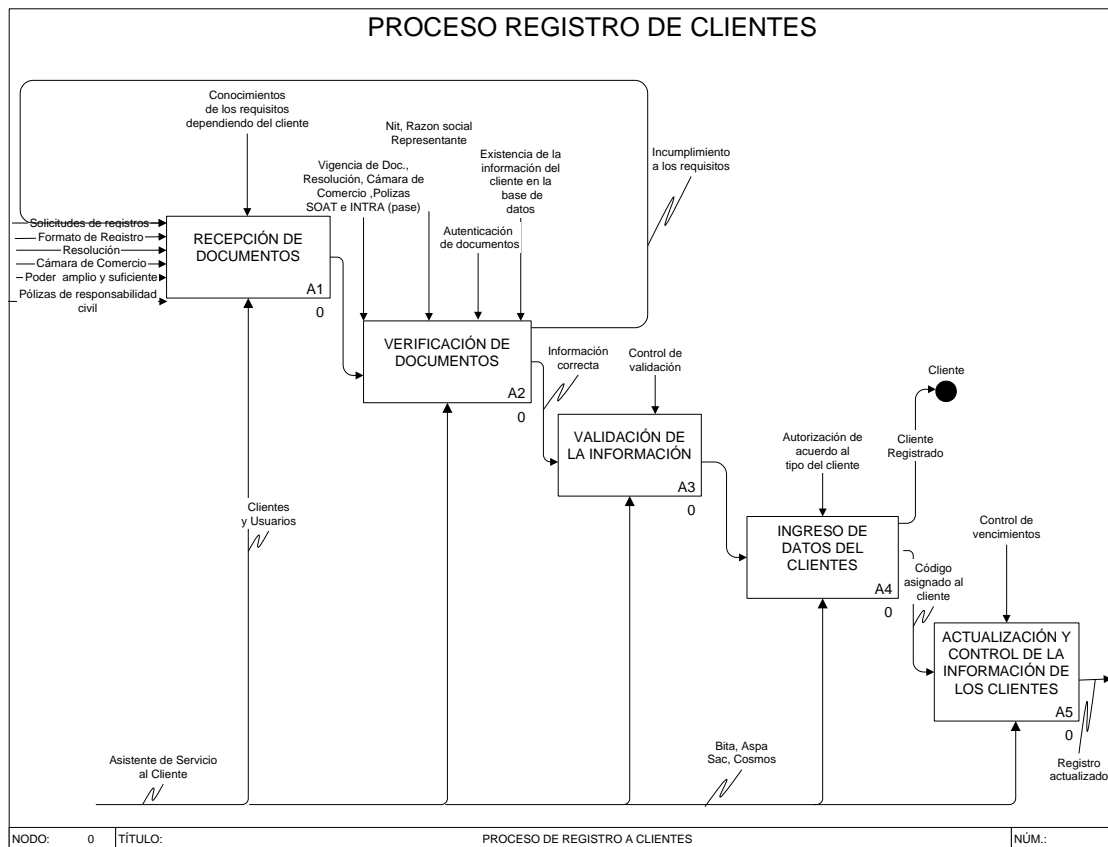 PROCESO REGISTRO DE CLIENTES
Conocimientos
de los requisitos
dependiendo del cliente
Nit, Razon social
Representante
Vigencia de Doc.,
Resolución, Cámara de
Comercio ,Polizas
SOAT e INTRA (pase)
Existencia de la
información del
cliente en la
base de
datos
Autenticación
de documentos
Incumplimiento
a los requisitos
Solicitudes de registros
Formato de Registro
Resolución
Cámara de Comercio
Poder amplio y suficiente
Pólizas de responsabilidad
civil
RECEPCIÓN DE
DOCUMENTOS
A1
0
VERIFICACIÓN DE
DOCUMENTOS
A2
0
Información
correcta
Control de
validación
VALIDACIÓN DE
LA INFORMACIÓN
A3
0
Autorización de
acuerdo al
tipo del cliente
Cliente
Cliente
Registrado
INGRESO DE
DATOS DEL
CLIENTES
A4
0
Código
asignado al
cliente
Control de
vencimientos
ACTUALIZACIÓN Y
CONTROL DE LA
INFORMACIÓN DE
LOS CLIENTES
A5
0
Registro
actualizado
Clientes
y Usuarios
Asistente de Servicio
al Cliente
Bita, Aspa
Sac, Cosmos
NODO: 0 TÍTULO: PROCESO DE REGISTRO A CLIENTES NÚM.: